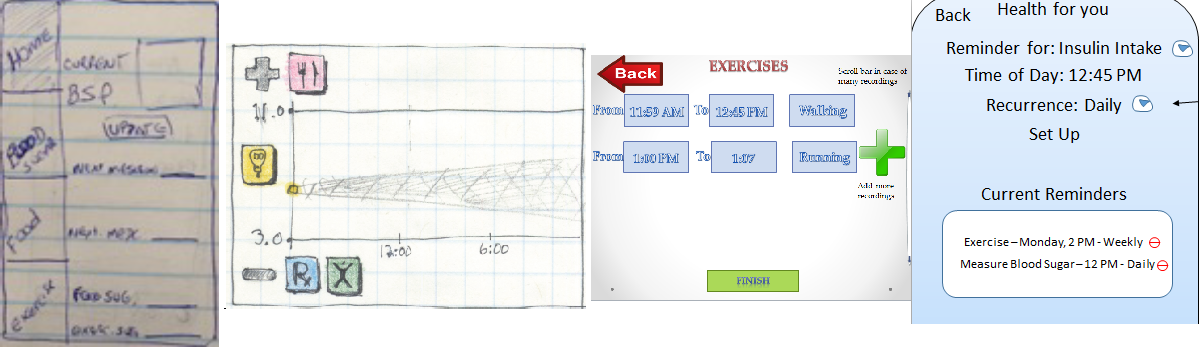 HOME
CURRENT
BSP
UPDATE
FOOD SUG.
Food
exercise
11.0
3.0
12:00
6:00
Rx
Back
EXERCISES
Scroll bar in case of
many recordings
From 11:59 AM To 12:45 PM Walking
From 1:00 PM To 1:07 Running
Add more
recordings
FINISH
Back
Health for you
Reminder for: Insulin Intake
Time of Day: 12:45 PM
Recurrence: Daily
Set Up
Current Reminders
Exercise – Monday, 2 PM - Weekly
Measure Blood Sugar – 12 PM - Daily